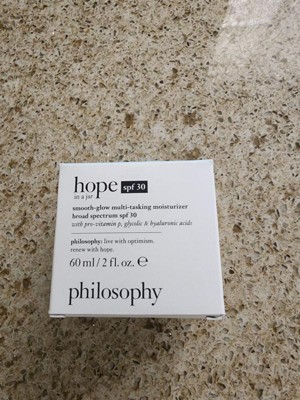 hope spf 30
in a jar
smooth-glow multi-tasking moisturizer
broad spectrum spf 30
with pro-vitamin p, glycolic & hyaluronic acids
philosophy: live with optimism.
renew with hope.
60 ml / 2 fl. oz. ℮
philosophy